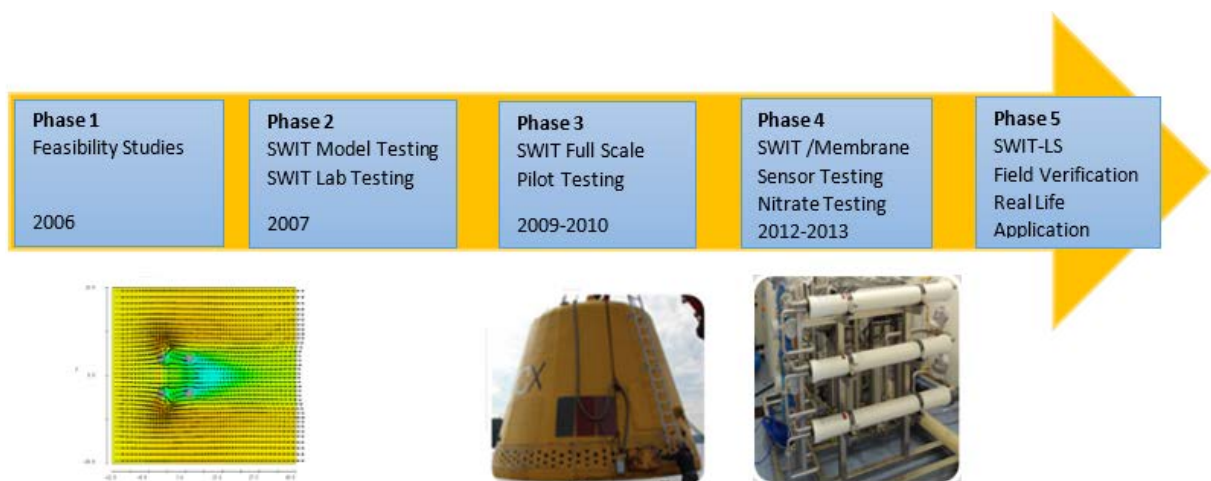 Phase 1
Feasibility Studies
2006
Phase 2
SWIT Model Testing
SWIT Lab Testing
2007
Phase 3
SWIT Full Scale
Pilot Testing
2009-2010
Phase 4
SWIT /Membrane
Sensor Testing
Nitrate Testing
2012-2013
Phase 5
SWIT-LS
Field Verification
Real Life
Application